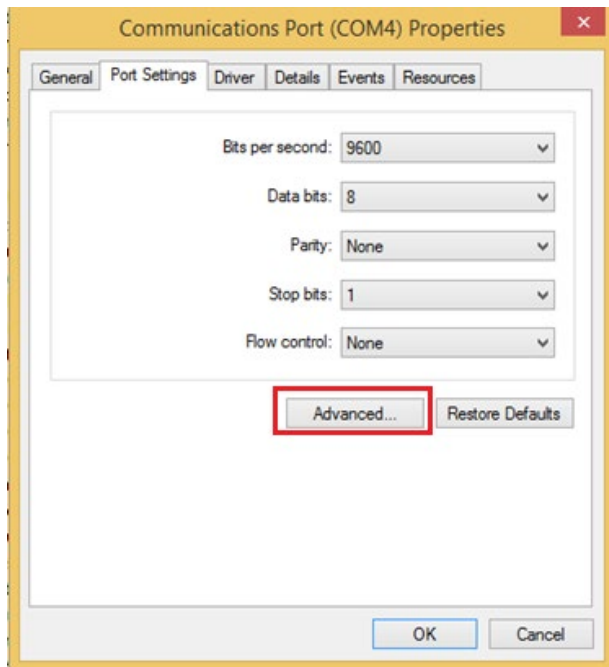 Communications Port (COM4) Properties
General Port Settings Driver Details Events Resources
Bits per second: 9600
Data bits: 8
Parity: None
Stop bits: 1
Flow control: None
Advanced... Restore Defaults
OK Cancel